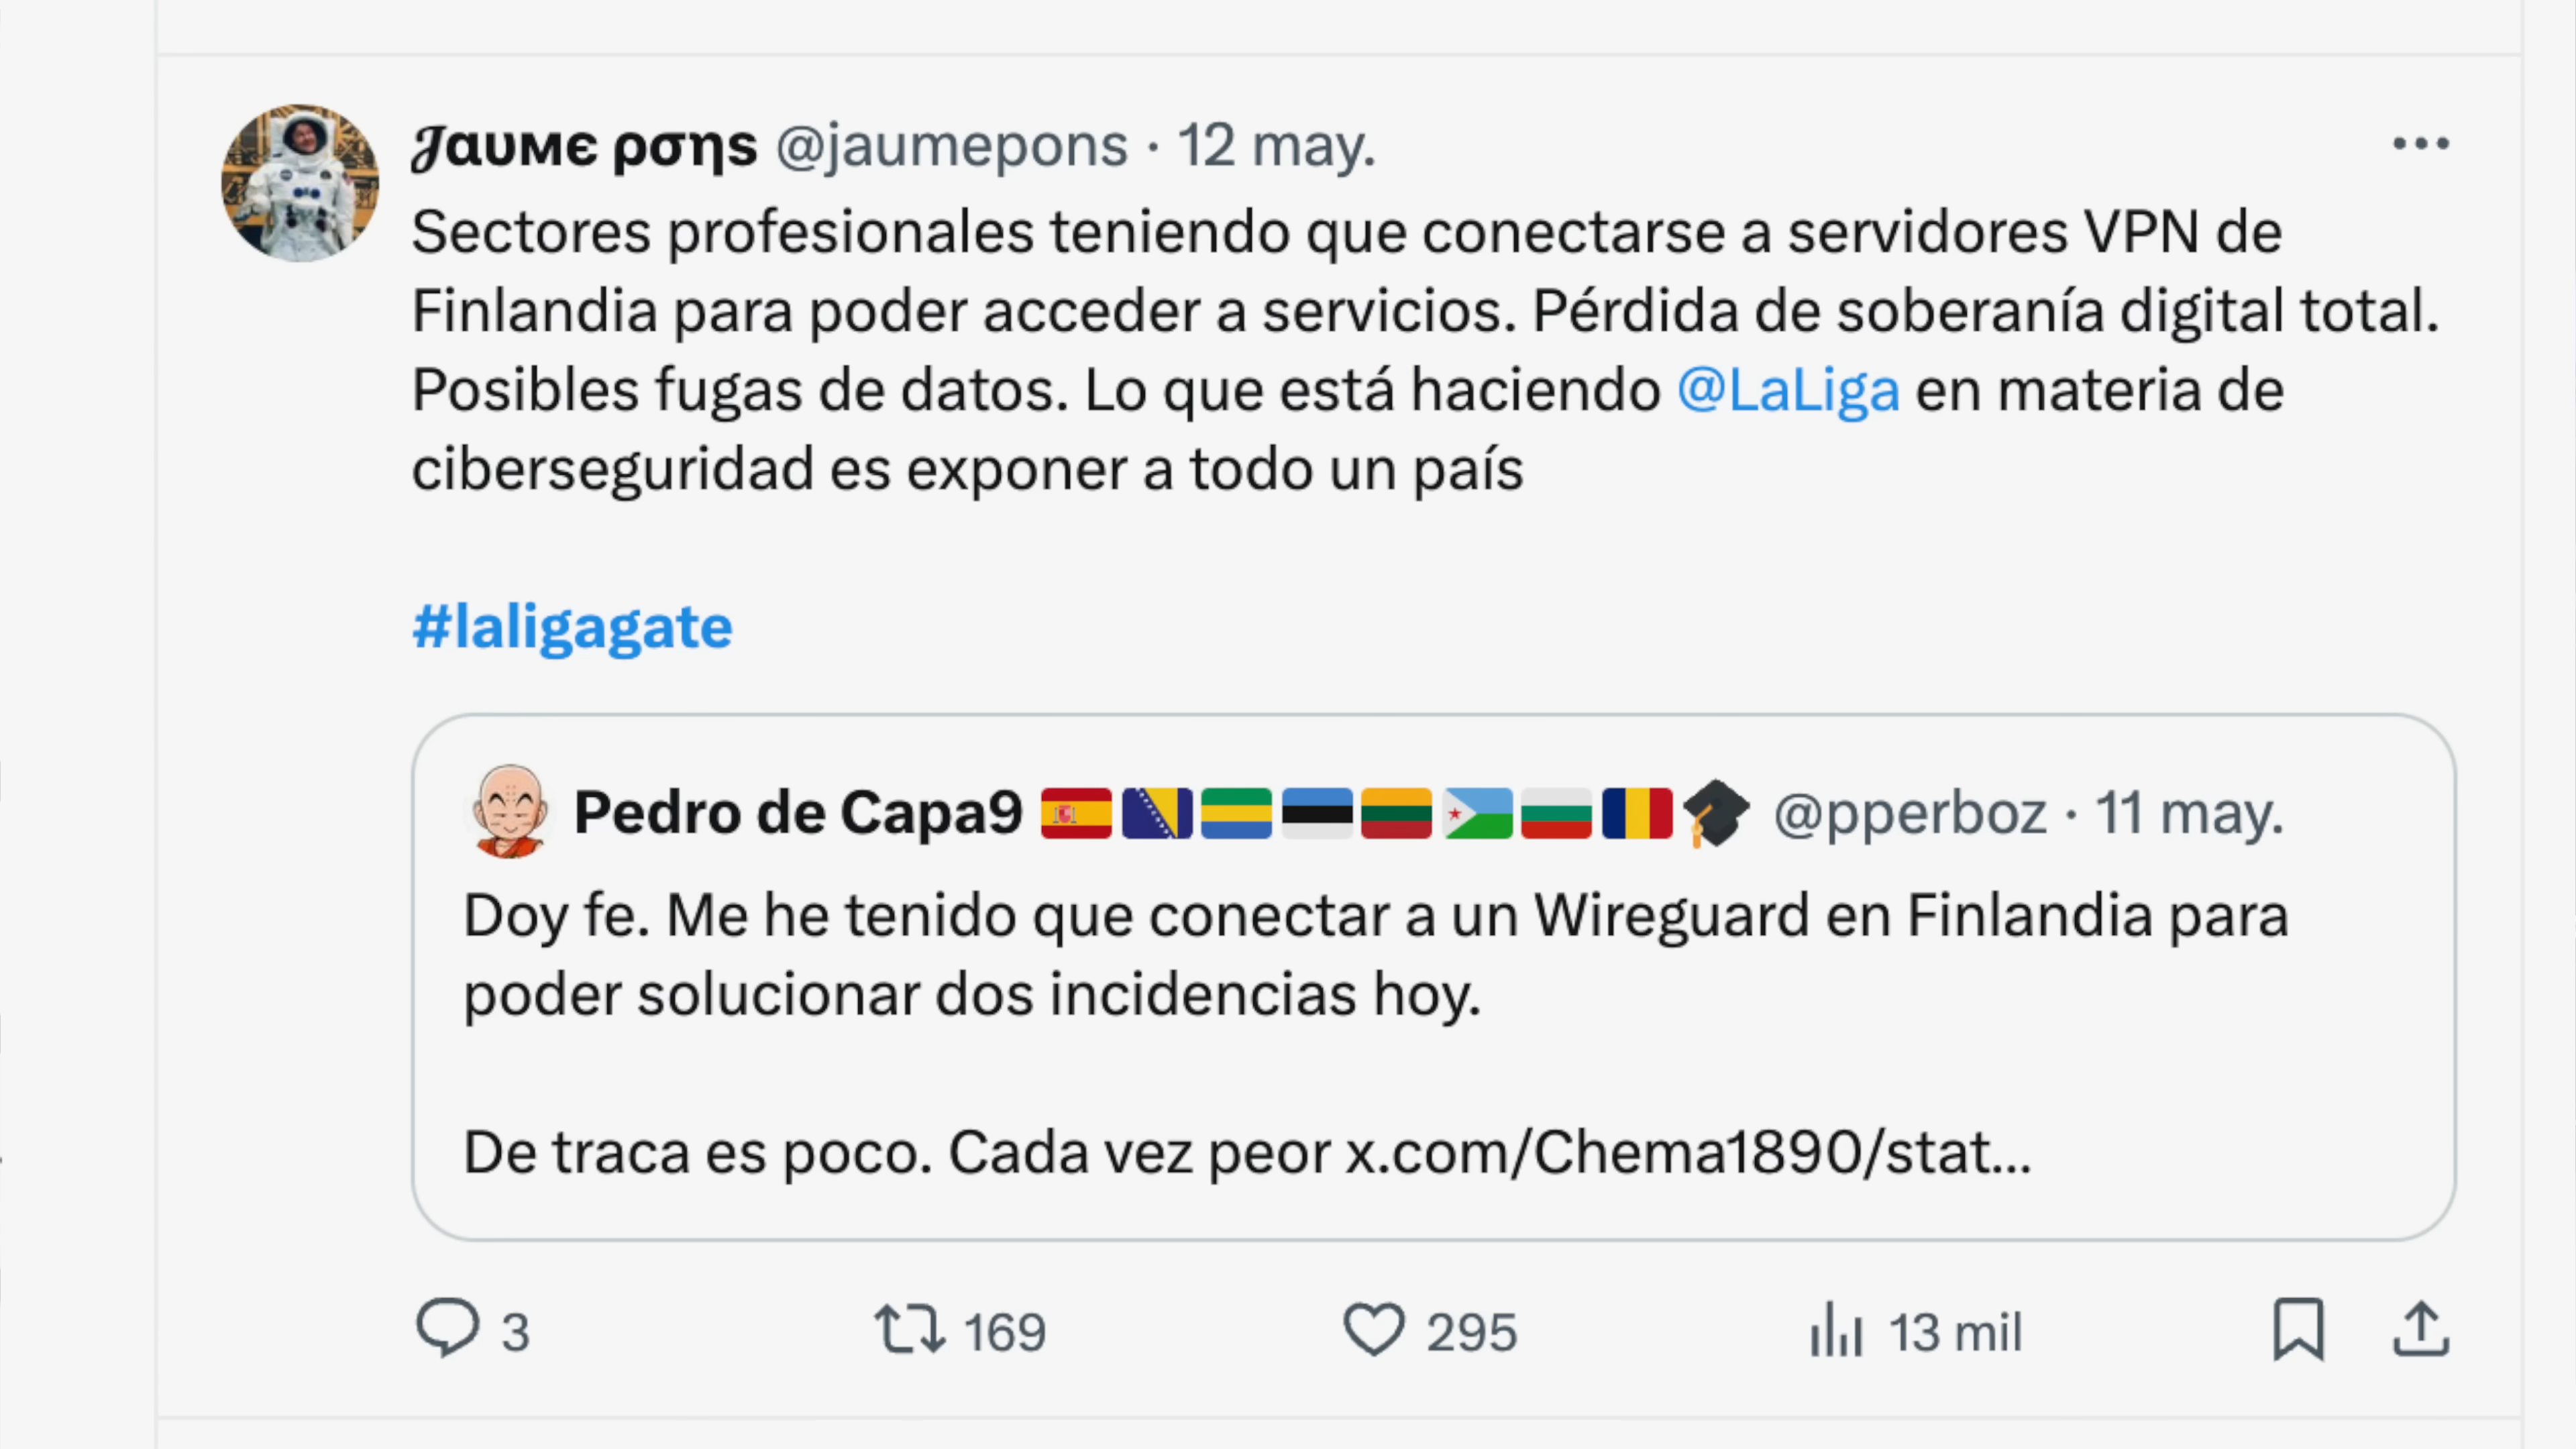 𝒥αυмє ρσηѕ @jaumepons · 12 may.
Sectores profesionales teniendo que conectarse a servidores VPN de
Finlandia para poder acceder a servicios. Pérdida de soberanía digital total.
Posibles fugas de datos. Lo que está haciendo @LaLiga en materia de
ciberseguridad es exponer a todo un país
#laligagate
Pedro de Capa9 🇪🇸🇧🇦🇬🇦🇪🇪🇱🇹🇩🇯🇧🇬🇷🇴🎓 @pperboz · 11 may.
Doy fe. Me he tenido que conectar a un Wireguard en Finlandia para
poder solucionar dos incidencias hoy.
De traca es poco. Cada vez peor x.com/Chema1890/stat...
3 169 295 13 mil